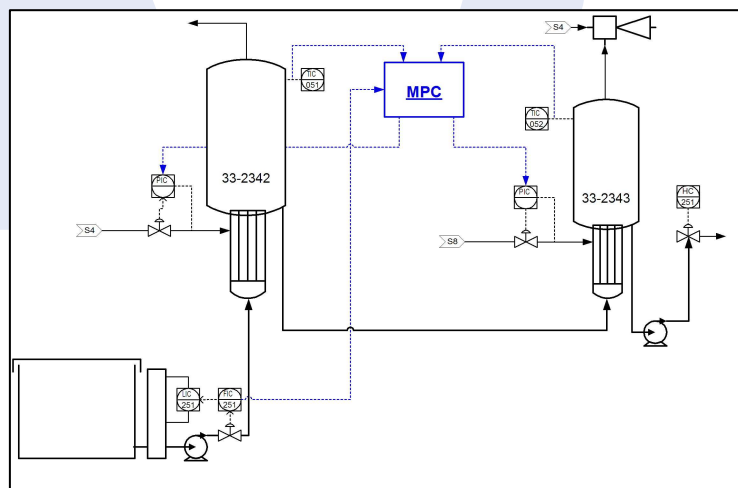 S4
TIC
051
MPC
TIC
052
33-2342
33-2343
PIC
PIC
HC
251
S4
S8
LIC
251
FIC
251